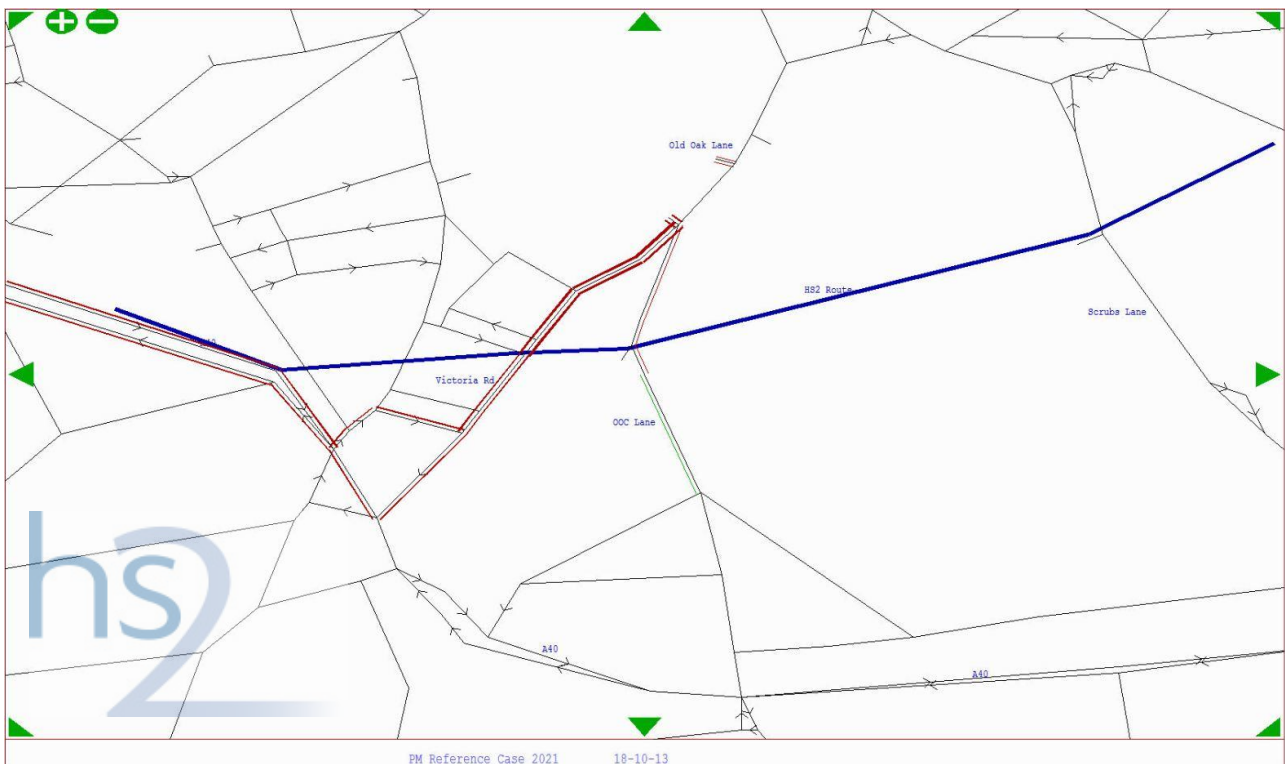 Old Oak Lane
HS2 Route
Scrubs Lane
A40
Victoria Rd
OOC Lane
hs2
A40
A40
PM Reference Case 2021 18-10-13